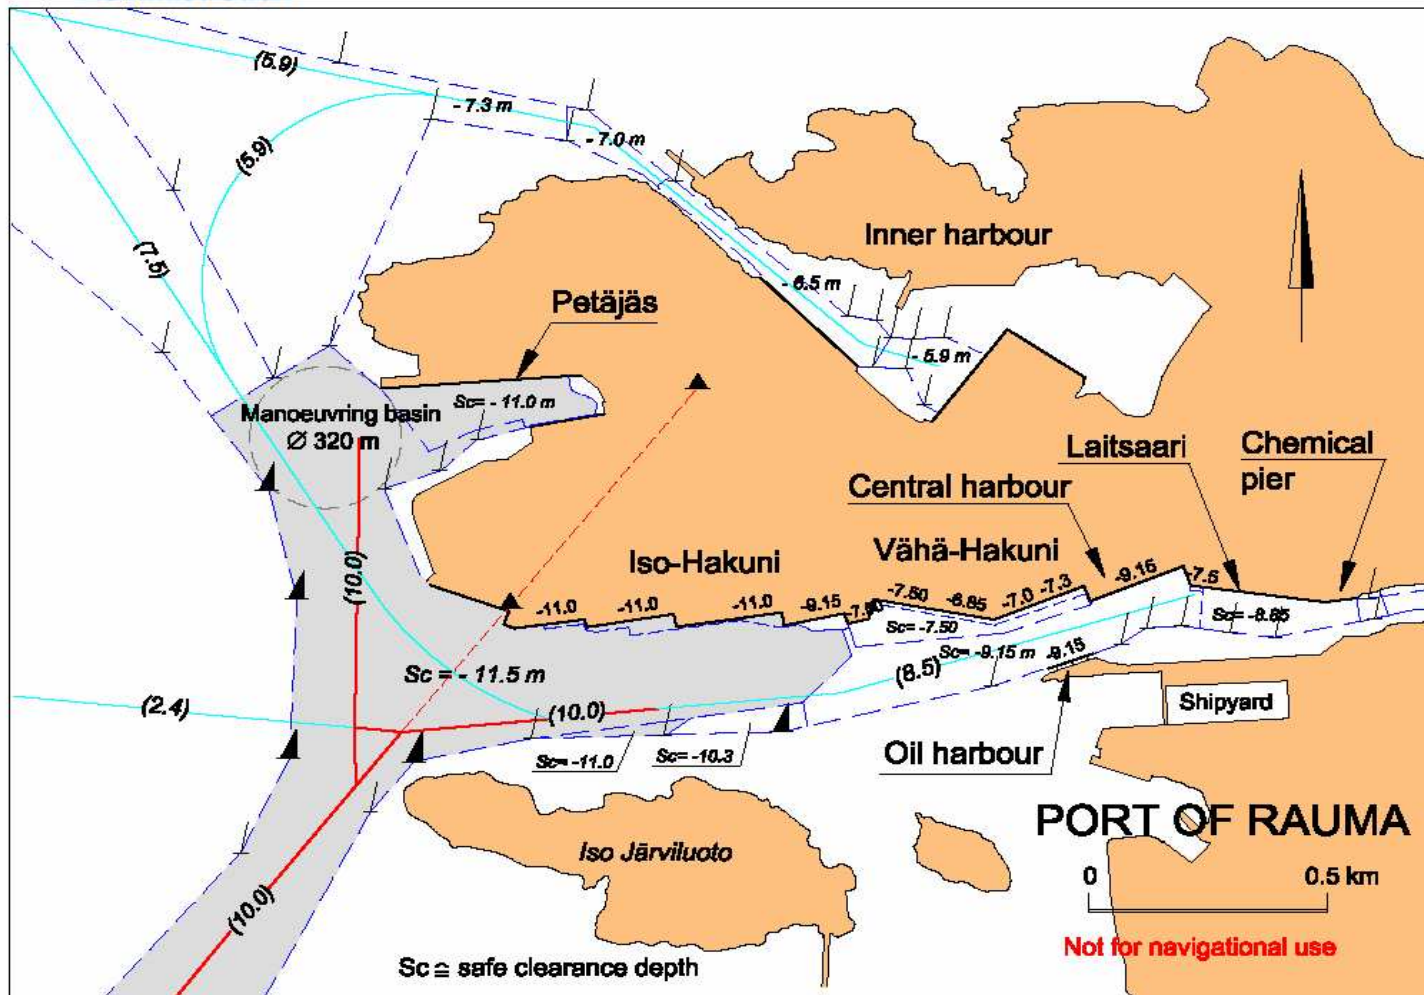 (5.9)
- 7.3 m
- 7.0 m
(5.9)
Inner harbour
(7.5)
- 6.5 m
Petäjäs
- 5.9 m
Sc= - 11.0 m
Manoeuvring basin
Ø 320 m
Laitsaari
Chemical
pier
Central harbour
Iso-Hakuni
Vähä-Hakuni
(10.0)
-11.0
-11.0
-11.0
-9.15
-7.50
-6.85
-7.0
-7.3
-9.15
-7.5
Sc= -7.50
Sc= -8.85
Sc= -9.15 m
-9.15
Sc = - 11.5 m
(8.5)
(2.4)
(10.0)
Shipyard
Sc= -11.0
Sc= -10.3
Oil harbour
PORT OF RAUMA
Iso Järviluoto
0
0.5 km
(10.0)
Not for navigational use
Sc ≅ safe clearance depth